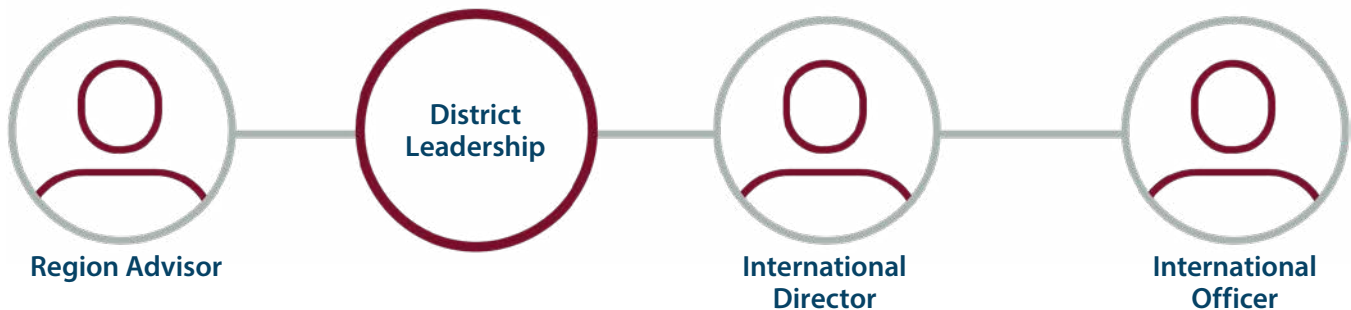 District
Leadership
Region Advisor
International
Director
International
Officer